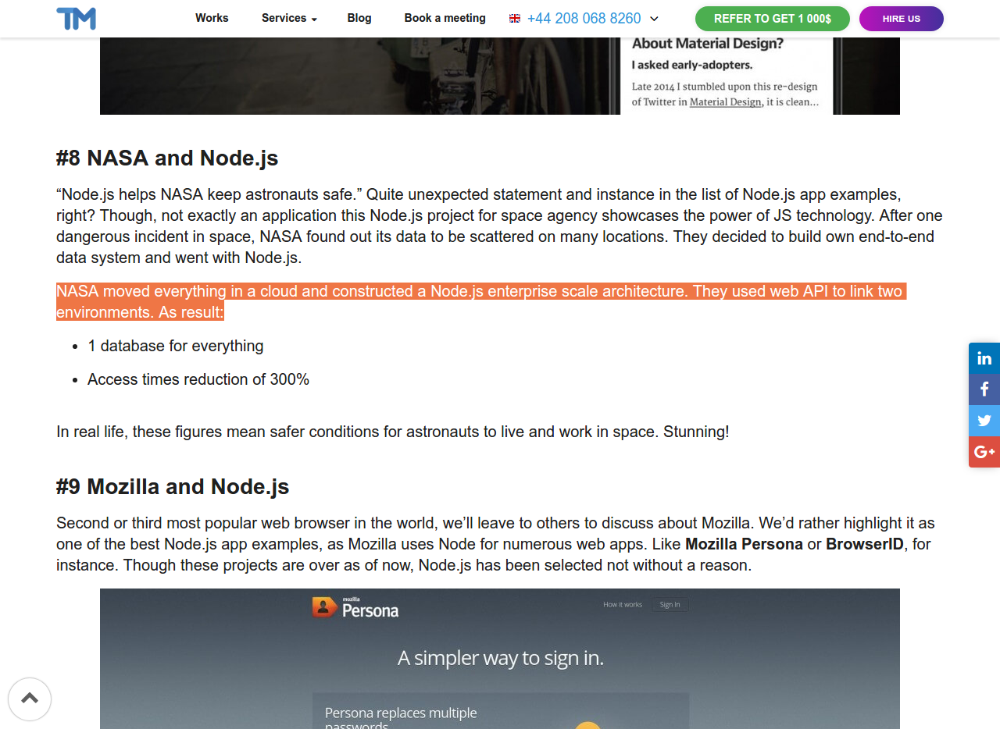 TM
Works
Services
Blog
Book a meeting
+44 208 068 8260
REFER TO GET 1 000$
HIRE US
About Material Design?
I asked early-adopters.
Late 2014 I stumbled upon this re-design
of Twitter in Material Design, it is clean...
#8 NASA and Node.js
“Node.js helps NASA keep astronauts safe.” Quite unexpected statement and instance in the list of Node.js app examples,
right? Though, not exactly an application this Node.js project for space agency showcases the power of JS technology. After one
dangerous incident in space, NASA found out its data to be scattered on many locations. They decided to build own end-to-end
data system and went with Node.js.
NASA moved everything in a cloud and constructed a Node.js enterprise scale architecture. They used web API to link two
environments. As result:
• 1 database for everything
• Access times reduction of 300%
In real life, these figures mean safer conditions for astronauts to live and work in space. Stunning!
#9 Mozilla and Node.js
Second or third most popular web browser in the world, we’ll leave to others to discuss about Mozilla. We’d rather highlight it as
one of the best Node.js app examples, as Mozilla uses Node for numerous web apps. Like Mozilla Persona or BrowserID, for
instance. Though these projects are over as of now, Node.js has been selected not without a reason.
mozilla
Persona
How it works
Sign In
A simpler way to sign in.
Persona replaces multiple
passwords
in
f
G+